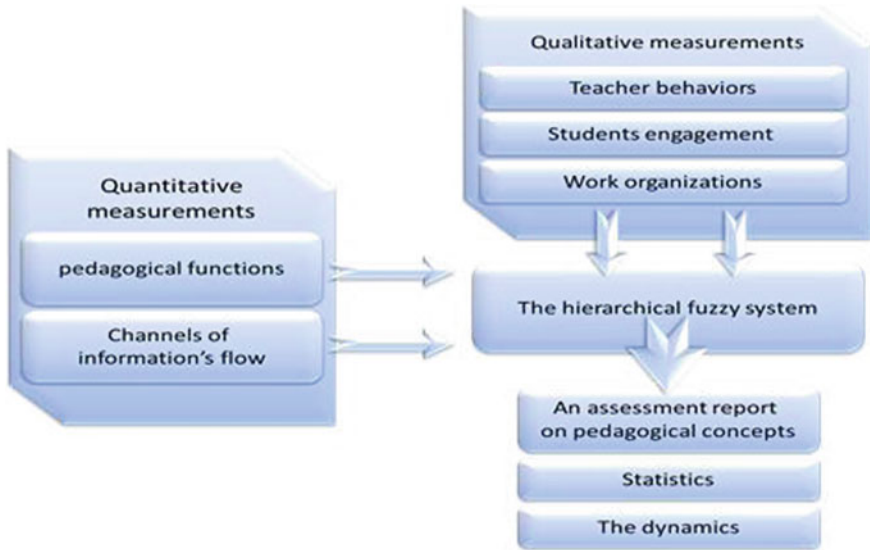 Qualitative measurements
Teacher behaviors
Students engagement
Work organizations
Quantitative
measurements
pedagogical functions
Channels of
information's flow
The hierarchical fuzzy system
An assessment report
on pedagogical concepts
Statistics
The dynamics